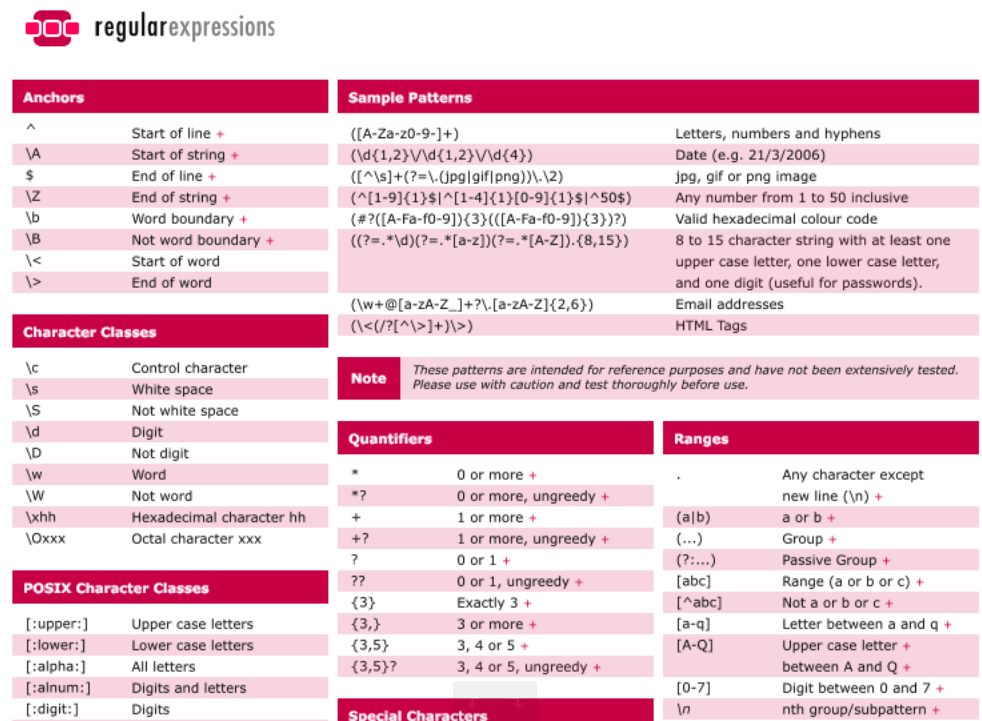 regularexpressions
Anchors
^ Start of line +
\A Start of string +
$ End of line +
\Z End of string +
\b Word boundary +
\B Not word boundary +
\< Start of word
\> End of word
Character Classes
\c Control character
\s White space
\S Not white space
\d Digit
\D Not digit
\w Word
\W Not word
\xhh Hexadecimal character hh
\Oxxx Octal character xxx
POSIX Character Classes
[:upper:] Upper case letters
[:lower:] Lower case letters
[:alpha:] All letters
[:alnum:] Digits and letters
[:digit:] Digits
Sample Patterns
([A-Za-z0-9-]+) Letters, numbers and hyphens
(\d{1,2}\/\d{1,2}\/\d{4}) Date (e.g. 21/3/2006)
([^\s]+(?=\.(jpg|gif|png))\.\2) jpg, gif or png image
(^[1-9]{1}$|^[1-4]{1}[0-9]{1}$|^50$) Any number from 1 to 50 inclusive
(#?([A-Fa-f0-9]){3}(([A-Fa-f0-9]){3})?) Valid hexadecimal colour code
((?=.*\d)(?=.*[a-z])(?=.*[A-Z]).{8,15}) 8 to 15 character string with at least one
upper case letter, one lower case letter,
and one digit (useful for passwords).
(\w+@[a-zA-Z_]+?\.[a-zA-Z]{2,6}) Email addresses
(\<(/?[^\>]+)\>) HTML Tags
Note
These patterns are intended for reference purposes and have not been extensively tested.
Please use with caution and test thoroughly before use.
Quantifiers
* 0 or more +
*? 0 or more, ungreedy +
+ 1 or more +
+? 1 or more, ungreedy +
? 0 or 1 +
?? 0 or 1, ungreedy +
{3} Exactly 3 +
{3,} 3 or more +
{3,5} 3, 4 or 5 +
{3,5}? 3, 4 or 5, ungreedy +
Special Characters
Ranges
. Any character except
new line (\n) +
(a|b) a or b +
(...) Group +
(?:...) Passive Group +
[abc] Range (a or b or c) +
[^abc] Not a or b or c +
[a-q] Letter between a and q +
[A-Q] Upper case letter +
between A and Q +
[0-7] Digit between 0 and 7 +
\n nth group/subpattern +